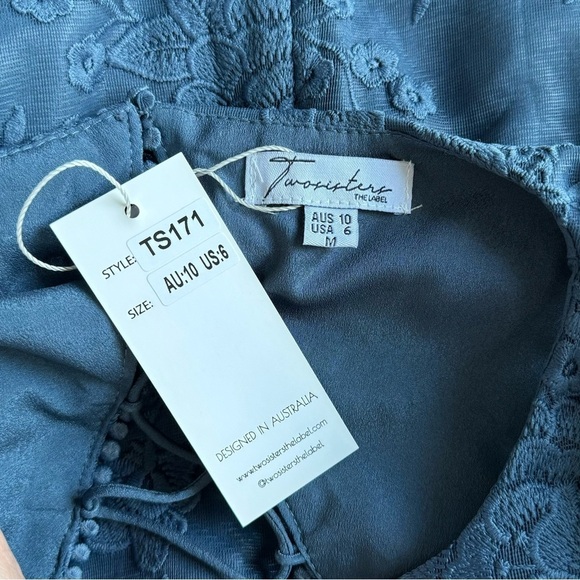 Twosisters
THE LABEL
AUS 10
USA 6
M
STYLE: TS171
SIZE: AU:10 US:6
DESIGNED IN AUSTRALIA
www.twosistersthelabel.com
@twosistersthelabel